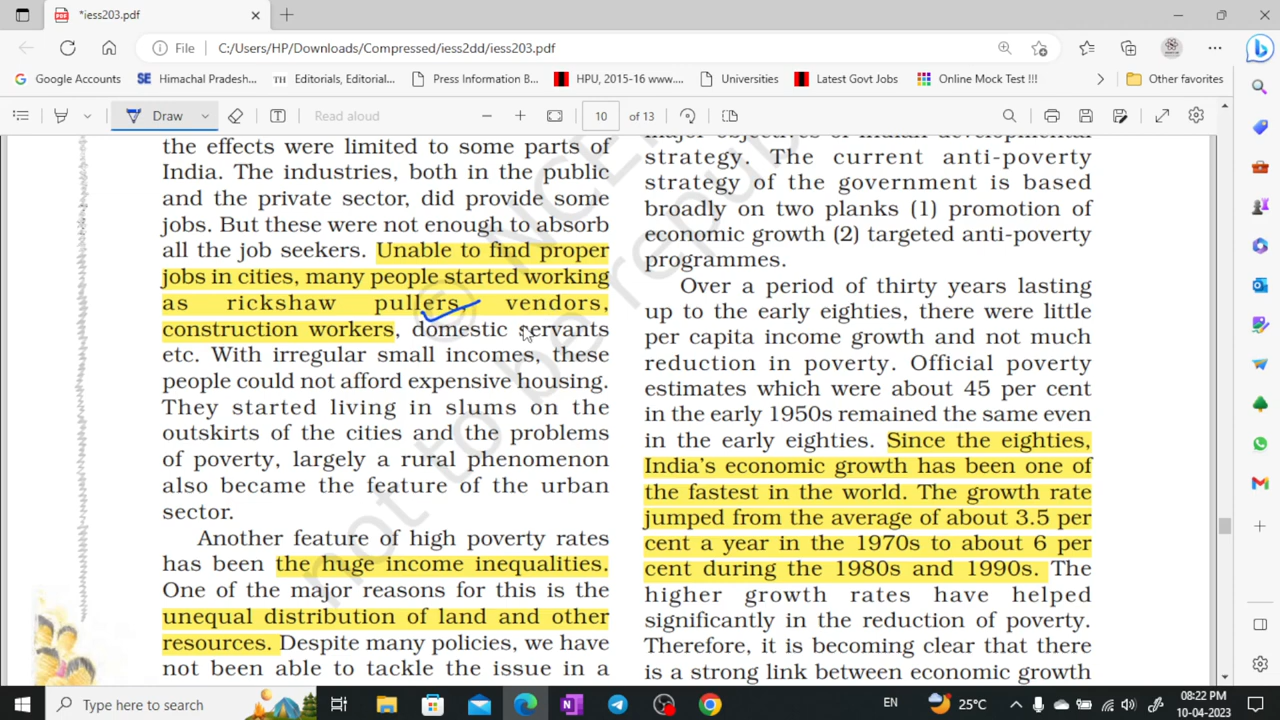 *iess203.pdf
File
C:/Users/HP/Downloads/Compressed/iess2dd/iess203.pdf
Google Accounts
SE Himachal Pradesh...
TH Editorials, Editorial...
Press Information B...
HPU, 2015-16 www....
Universities
Latest Govt Jobs
Online Mock Test !!!
Other favorites
Draw
Read aloud
10 of 13
the effects were limited to some parts of
India. The industries, both in the public
and the private sector, did provide some
jobs. But these were not enough to absorb
all the job seekers. Unable to find proper
jobs in cities, many people started working
as rickshaw pullers, vendors,
construction workers, domestic servants
etc. With irregular small incomes, these
people could not afford expensive housing.
They started living in slums on the
outskirts of the cities and the problems
of poverty, largely a rural phenomenon
also became the feature of the urban
sector.
Another feature of high poverty rates
has been the huge income inequalities.
One of the major reasons for this is the
unequal distribution of land and other
resources. Despite many policies, we have
not been able to tackle the issue in a
major objectives of Indian developmental
strategy. The current anti-poverty
strategy of the government is based
broadly on two planks (1) promotion of
economic growth (2) targeted anti-poverty
programmes.
Over a period of thirty years lasting
up to the early eighties, there were little
per capita income growth and not much
reduction in poverty. Official poverty
estimates which were about 45 per cent
in the early 1950s remained the same even
in the early eighties. Since the eighties,
India's economic growth has been one of
the fastest in the world. The growth rate
jumped from the average of about 3.5 per
cent a year in the 1970s to about 6 per
cent during the 1980s and 1990s. The
higher growth rates have helped
significantly in the reduction of poverty.
Therefore, it is becoming clear that there
is a strong link between economic growth
© NCE
not to be republ
Type here to search
EN
25°C
08:22 PM
10-04-2023